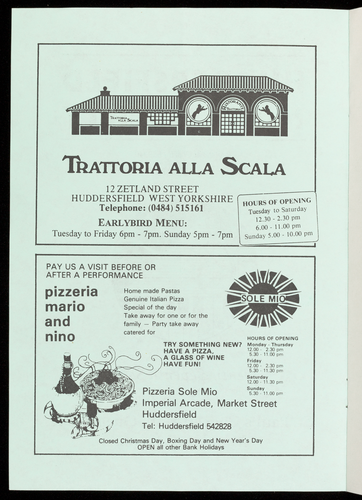 TRATTORIA
ALLA SCALA
TRATTORIA ALLA SCALA
12 ZETLAND STREET
HUDDERSFIELD WEST YORKSHIRE
Telephone: (0484) 515161
EARLYBIRD MENU:
Tuesday to Friday 6pm - 7pm. Sunday 5pm - 7pm
HOURS OF OPENING
Tuesday to Saturday
12.30 - 2.30 pm
6.00 - 11.00 pm
Sunday 5.00 - 10.00 pm
PAY US A VISIT BEFORE OR
AFTER A PERFORMANCE
pizzeria
mario
and
nino
Home made Pastas
Genuine Italian Pizza
Special of the day
Take away for one or for the
family — Party take away
catered for
SOLE MIO
TRY SOMETHING NEW?
HAVE A PIZZA,
A GLASS OF WINE
HAVE FUN!
HOURS OF OPENING
Monday - Thursday
12.00 - 2.30 pm
5.30 - 11.00 pm
Friday
12.00 - 2.30 pm
5.30 - 11.30 pm
Saturday
12.00 - 11.00 pm
Sunday
5.30 - 11.00 pm
Pizzeria Sole Mio
Imperial Arcade, Market Street
Huddersfield
Tel: Huddersfield 542828
Closed Christmas Day, Boxing Day and New Year's Day
OPEN all other Bank Holidays